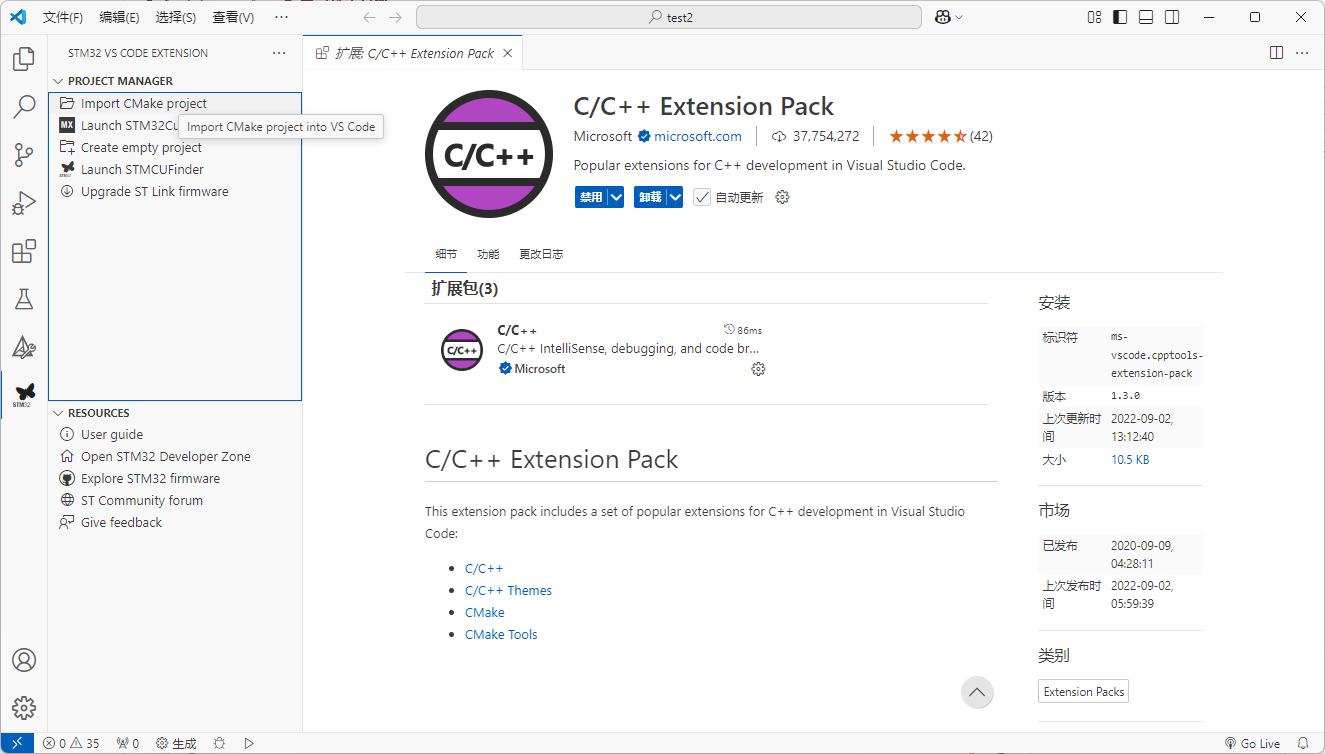 文件(F) 编辑(E) 选择(S) 查看(V) ··· test2
STM32 VS CODE EXTENSION ···
PROJECT MANAGER
Import CMake project
MX Launch STM32Cu
Import CMake project into VS Code
Create empty project
Launch STMCUFinder
Upgrade ST Link firmware
STM32
RESOURCES
User guide
Open STM32 Developer Zone
Explore STM32 firmware
ST Community forum
Give feedback
扩展: C/C++ Extension Pack
C/C++
C/C++ Extension Pack
Microsoft microsoft.com 37,754,272 (42)
Popular extensions for C++ development in Visual Studio Code.
禁用 卸载 自动更新
细节 功能 更改日志
扩展包(3)
C/C++
C/C++ 86ms
C/C++ IntelliSense, debugging, and code br...
Microsoft
C/C++ Extension Pack
This extension pack includes a set of popular extensions for C++ development in Visual Studio
Code:
C/C++
C/C++ Themes
CMake
CMake Tools
安装
标识符 ms-
vscode.cpptools-
extension-pack
版本 1.3.0
上次更新时 2022-09-02,
间 13:12:40
大小 10.5 KB
市场
已发布 2020-09-09,
04:28:11
上次发布时 2022-09-02,
间 05:59:39
类别
Extension Packs
0 35 0 生成 Go Live